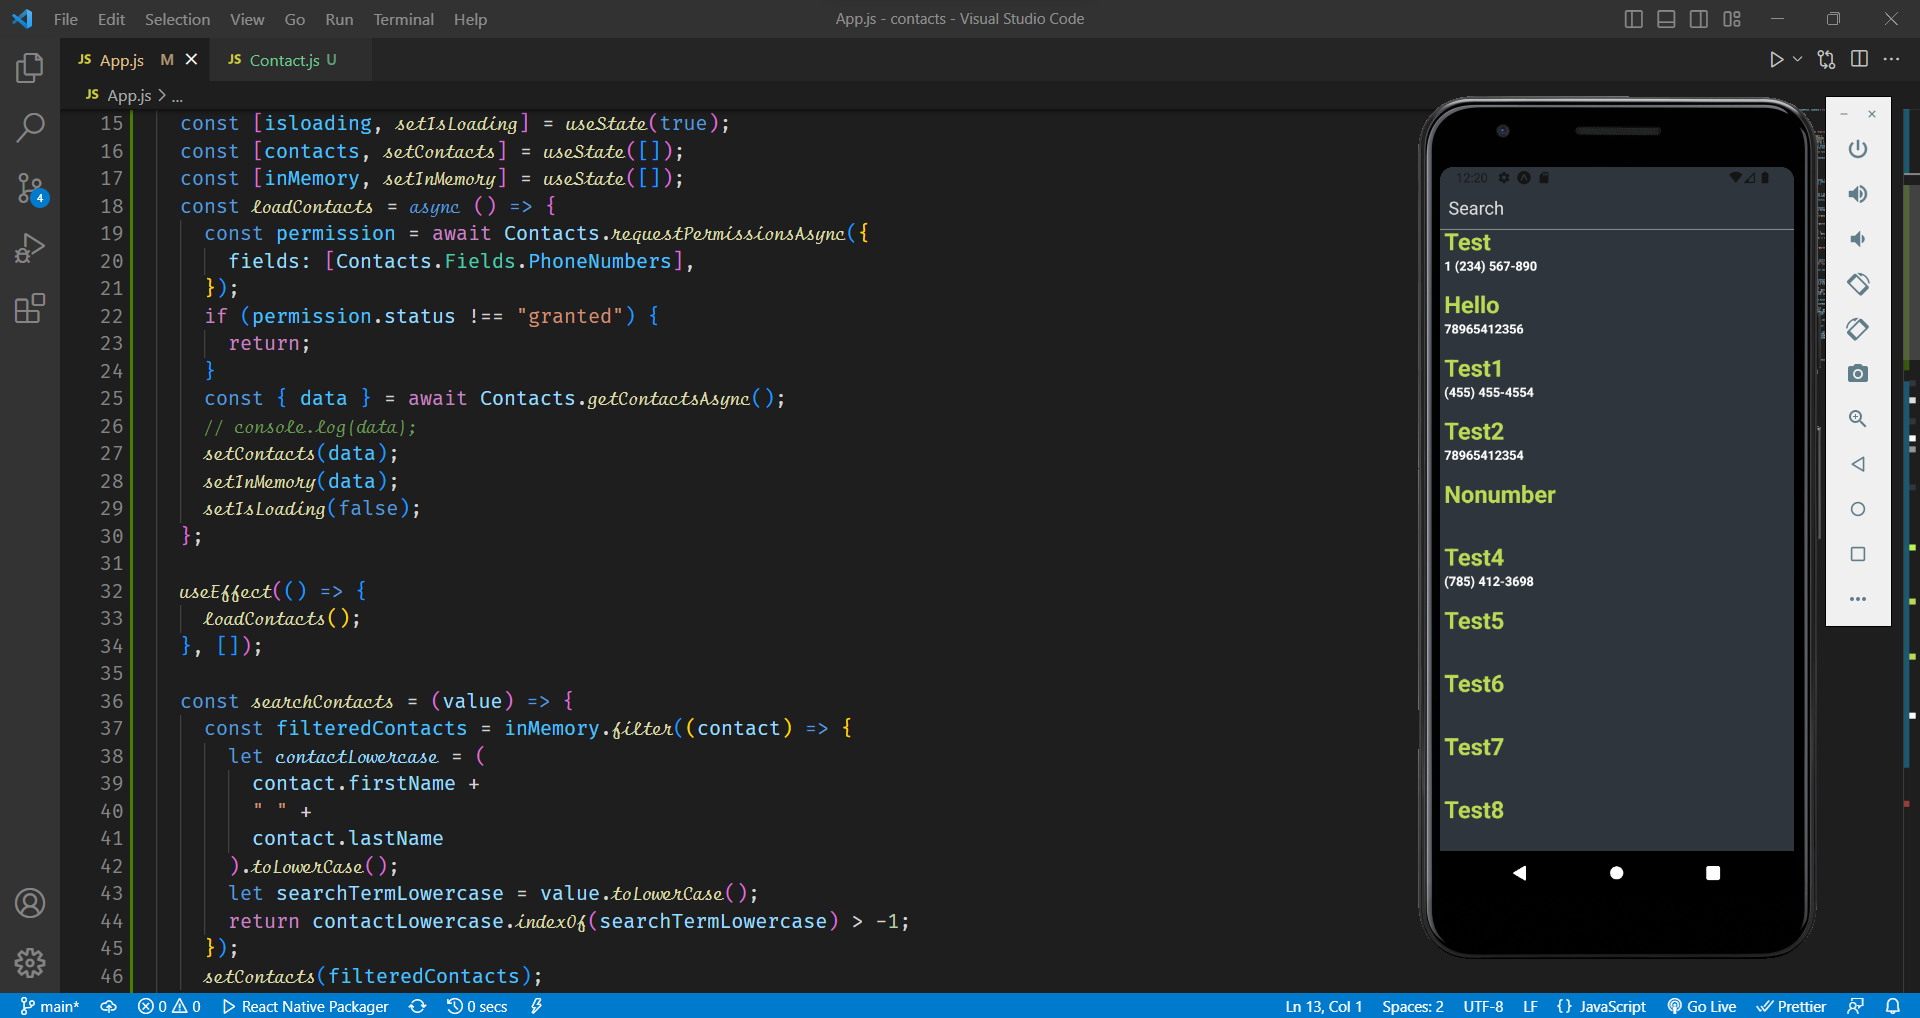 File Edit Selection View Go Run Terminal Help
App.js - contacts - Visual Studio Code
JS App.js M
JS Contact.js U
JS App.js > ...
15 const [isloading, setIsLoading] = useState(true);
16 const [contacts, setContacts] = useState([]);
17 const [inMemory, setInMemory] = useState([]);
18 const loadContacts = async () => {
19 const permission = await Contacts.requestPermissionsAsync({
20 fields: [Contacts.Fields.PhoneNumbers],
21 });
22 if (permission.status !== "granted") {
23 return;
24 }
25 const { data } = await Contacts.getContactsAsync();
26 // console.log(data);
27 setContacts(data);
28 setInMemory(data);
29 setIsLoading(false);
30 };
31
32 useEffect(() => {
33 loadContacts();
34 }, []);
35
36 const searchContacts = (value) => {
37 const filteredContacts = inMemory.filter((contact) => {
38 let contactLowercase = (
39 contact.firstName +
40 " " +
41 contact.lastName
42 ).toLowerCase();
43 let searchTermLowercase = value.toLowerCase();
44 return contactLowercase.indexOf(searchTermLowercase) > -1;
45 });
46 setContacts(filteredContacts);
4
12:20
Search
Test
1 (234) 567-890
Hello
78965412356
Test1
(455) 455-4554
Test2
78965412354
Nonumber
Test4
(785) 412-3698
Test5
Test6
Test7
Test8
main* 0 0 React Native Packager 0 secs
Ln 13, Col 1 Spaces: 2 UTF-8 LF {} JavaScript Go Live Prettier